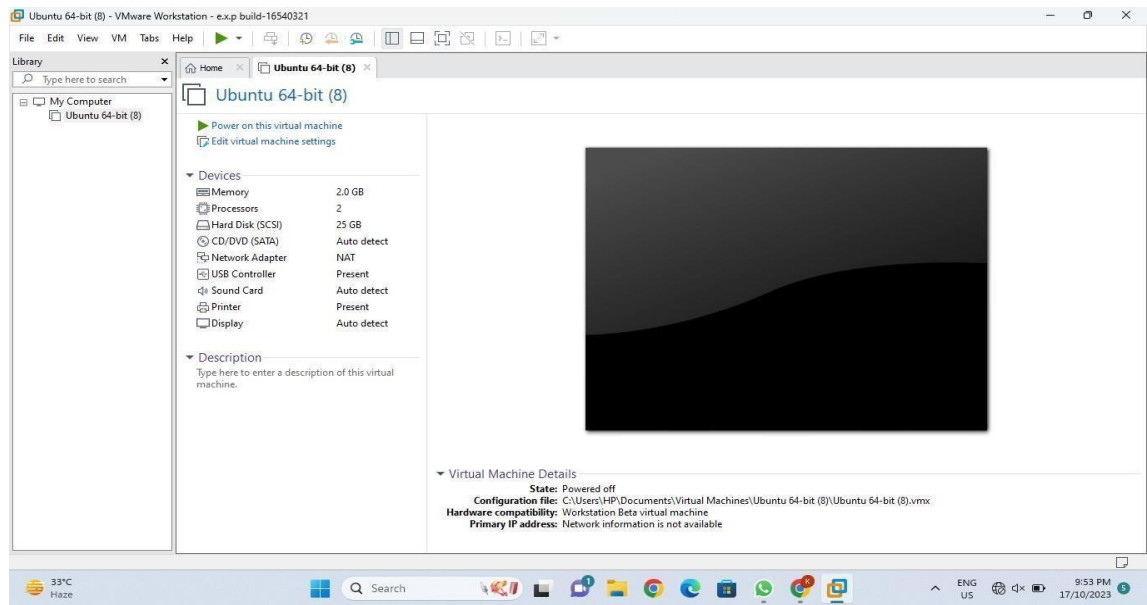 Ubuntu 64-bit (8) - VMware Workstation - e.x.p build-16540321
File Edit View VM Tabs Help
Library
Type here to search
My Computer
Ubuntu 64-bit (8)
Home
Ubuntu 64-bit (8)
Ubuntu 64-bit (8)
Power on this virtual machine
Edit virtual machine settings
Devices
Memory 2.0 GB
Processors 2
Hard Disk (SCSI) 25 GB
CD/DVD (SATA) Auto detect
Network Adapter NAT
USB Controller Present
Sound Card Auto detect
Printer Present
Display Auto detect
Description
Type here to enter a description of this virtual
machine.
Virtual Machine Details
State: Powered off
Configuration file: C:\Users\HP\Documents\Virtual Machines\Ubuntu 64-bit (8)\Ubuntu 64-bit (8).vmx
Hardware compatibility: Workstation Beta virtual machine
Primary IP address: Network information is not available
33°C
Haze
Search
1
K
ENG
US
9:53 PM
17/10/2023
5